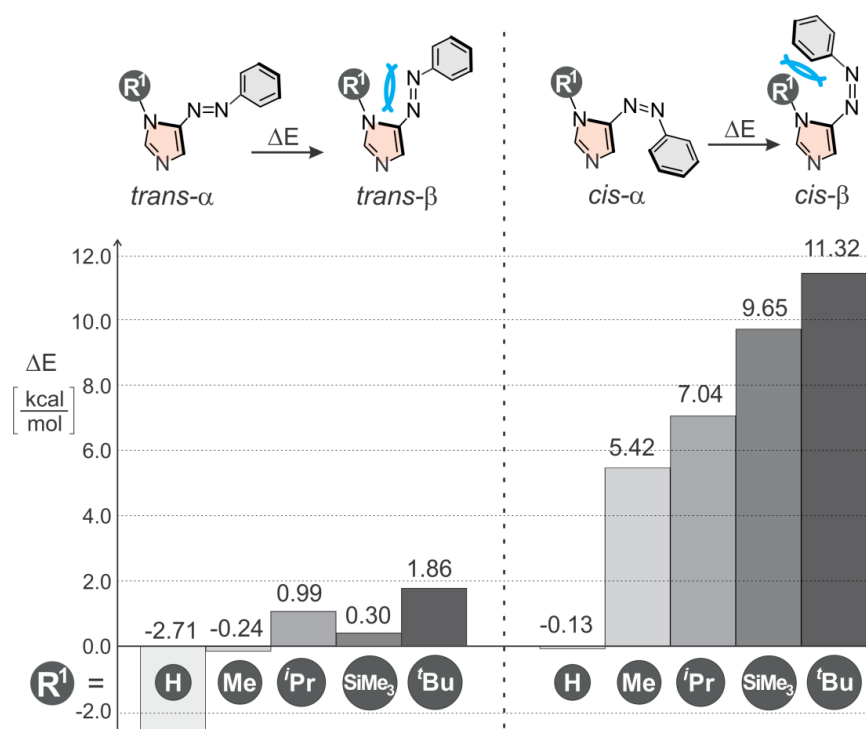 R¹ N=N N N
trans-α
ΔE
R¹ N N N N
trans-β
R¹ N=N N N
cis-α
ΔE
R¹ N N N N
cis-β
12.0
10.0
8.0
6.0
4.0
2.0
0.0
-2.0
ΔE
[kcal
mol]
-2.71 -0.24 0.99 0.30 1.86
-0.13 5.42 7.04 9.65 11.32
R¹ = H Me ⁱPr SiMe₃ ᵗBu
H Me ⁱPr SiMe₃ ᵗBu